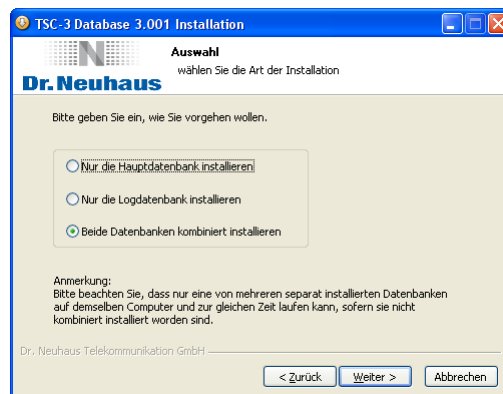 TSC-3 Database 3.001 Installation
N
Dr. Neuhaus
Auswahl
wählen Sie die Art der Installation
Bitte geben Sie ein, wie Sie vorgehen wollen.
Nur die Hauptdatenbank installieren
Nur die Logdatenbank installieren
Beide Datenbanken kombiniert installieren
Anmerkung:
Bitte beachten Sie, dass nur eine von mehreren separat installierten Datenbanken
auf demselben Computer und zur gleichen Zeit laufen kann, sofern sie nicht
kombiniert installiert worden sind.
Dr. Neuhaus Telekommunikation GmbH
< Zurück
Weiter >
Abbrechen